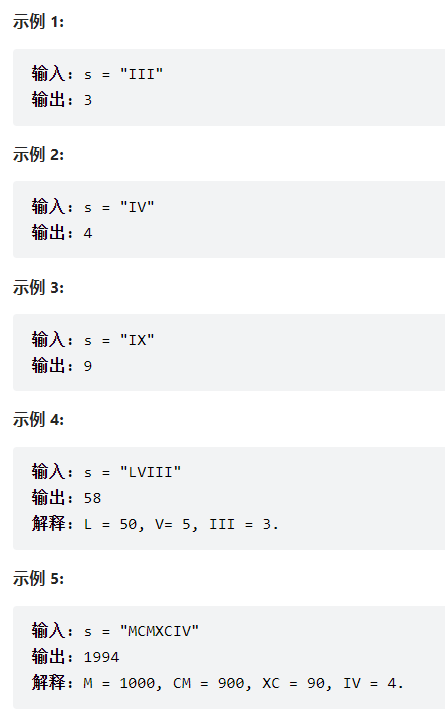 示例 1:
输入：s = "III"
输出：3
示例 2:
输入：s = "IV"
输出：4
示例 3:
输入：s = "IX"
输出：9
示例 4:
输入：s = "LVIII"
输出：58
解释：L = 50, V= 5, III = 3.
示例 5:
输入：s = "MCMXCIV"
输出：1994
解释：M = 1000, CM = 900, XC = 90, IV = 4.